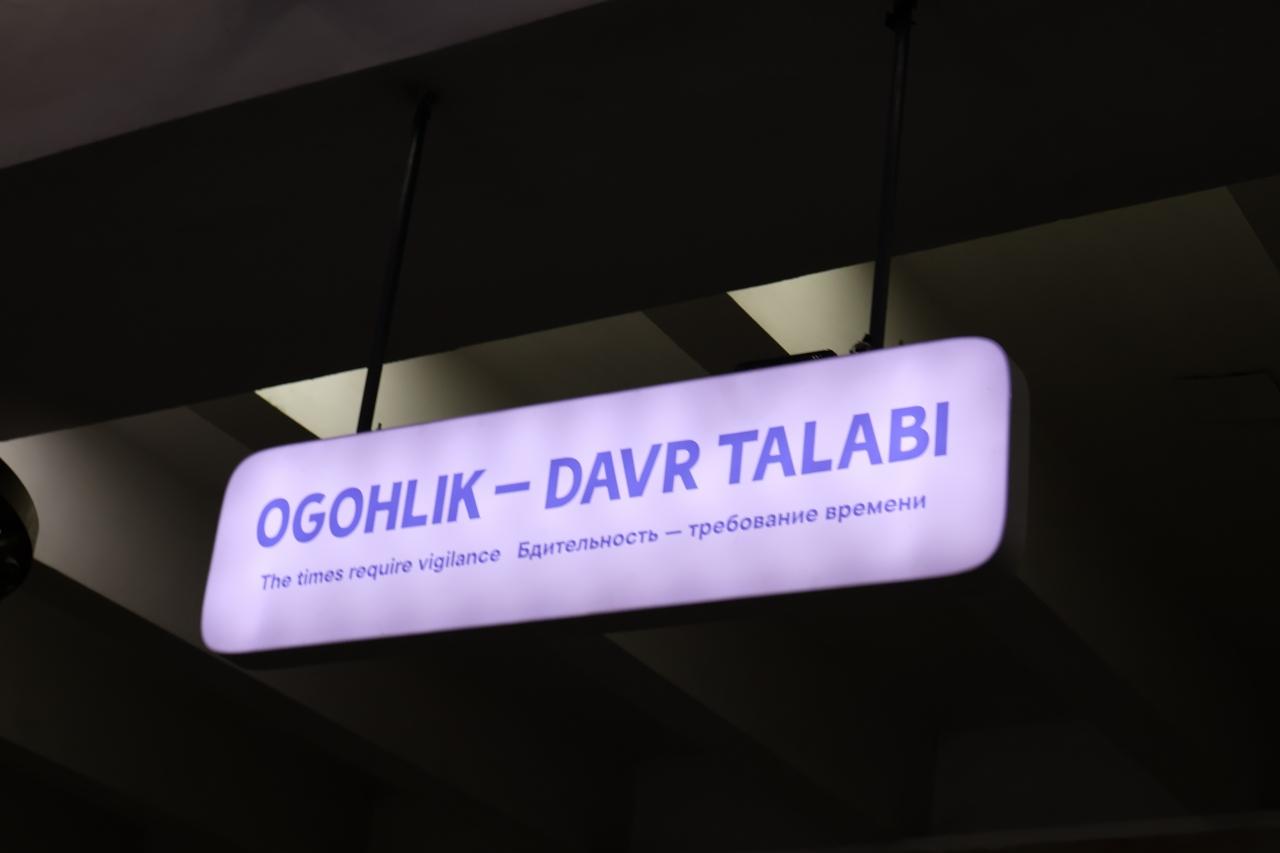 OGOHLIK – DAVR TALABI
The times require vigilance Бдительность — требование времени